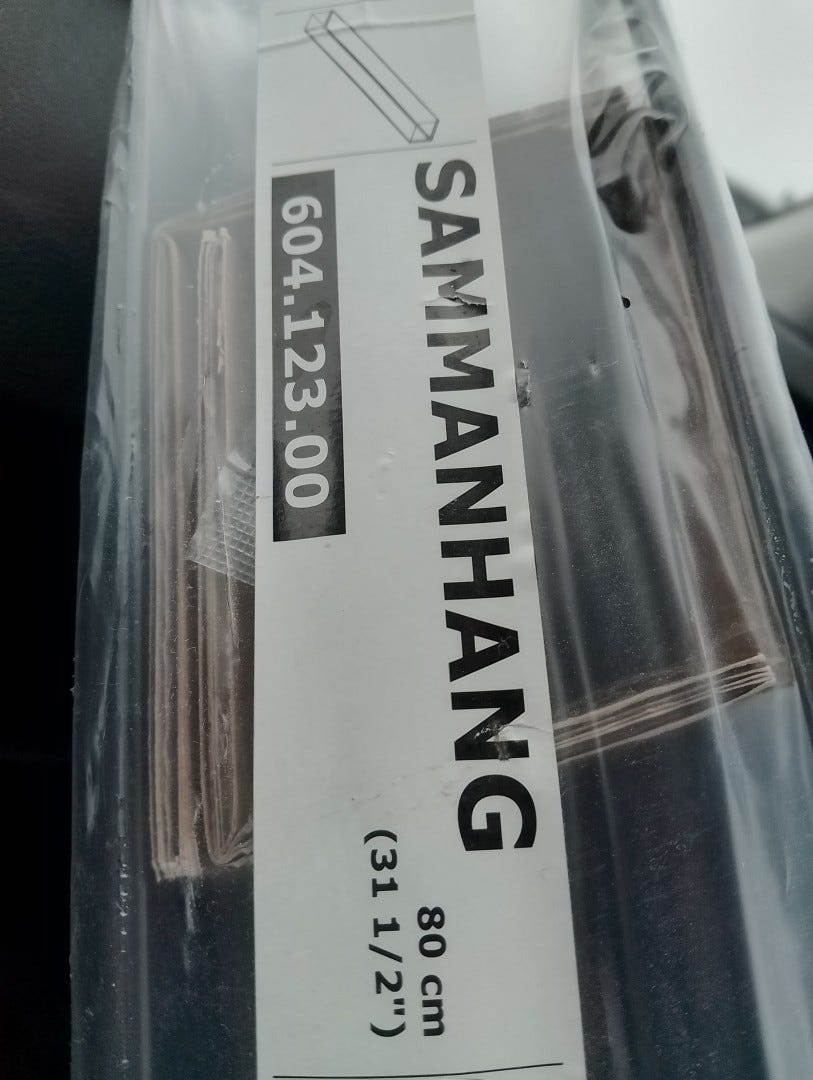 SAMMANHANG
604.123.00
80 cm
(31 1/2")